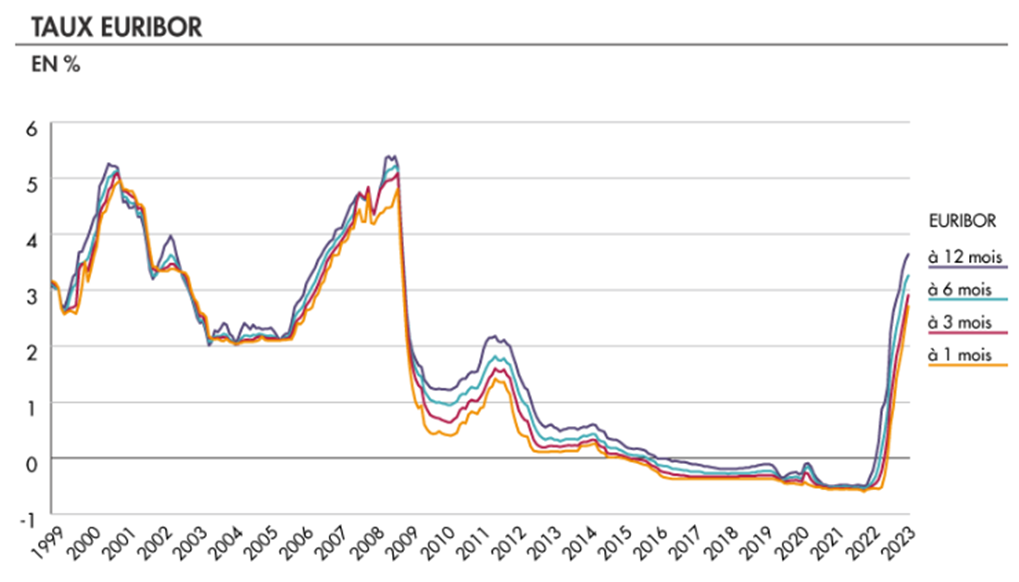 TAUX EURIBOR
EN %
6
5
4
3
2
1
0
-1
1999 2000 2001 2002 2003 2004 2005 2006 2007 2008 2009 2010 2011 2012 2013 2014 2015 2016 2017 2018 2019 2020 2021 2022 2023
EURIBOR
à 12 mois
à 6 mois
à 3 mois
à 1 mois